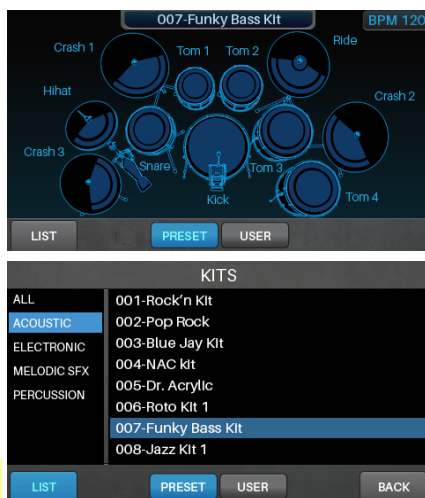 007-Funky Bass Kit
BPM 120
Crash 1
Tom 1
Tom 2
Ride
Hihat
Crash 2
Crash 3
Snare
Tom 3
Kick
Tom 4
LIST
PRESET
USER
KITS
ALL
ACOUSTIC
ELECTRONIC
MELODIC SFX
PERCUSSION
001-Rock'n Kit
002-Pop Rock
003-Blue Jay Kit
004-NAC kit
005-Dr. Acrylic
006-Roto Kit 1
007-Funky Bass Kit
008-Jazz Kit 1
LIST
PRESET
USER
BACK